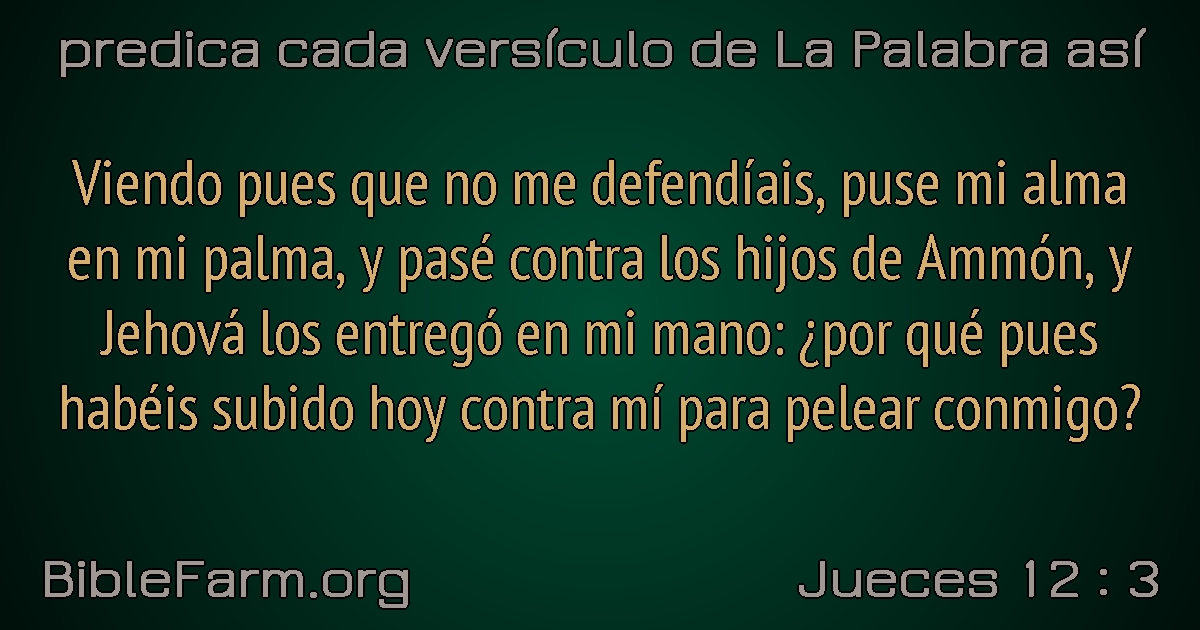 predica cada versículo de La Palabra así
Viendo pues que no me defendíais, puse mi alma
en mi palma, y pasé contra los hijos de Ammón, y
Jehová los entregó en mi mano: ¿por qué pues
habéis subido hoy contra mí para pelear conmigo?
BibleFarm.org
Jueces 12 : 3